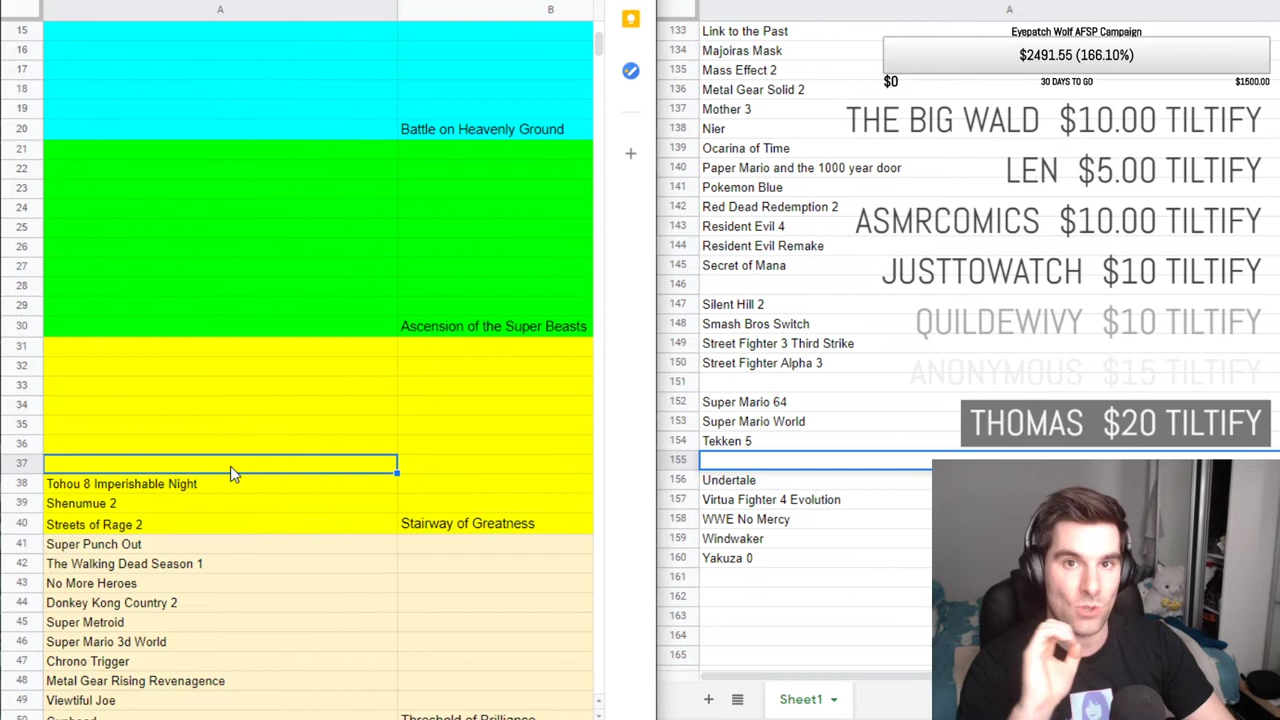 A
B
15
16
17
18
19
20 Battle on Heavenly Ground
21
22
23
24
25
26
27
28
29
30 Ascension of the Super Beasts
31
32
33
34
35
36
37
38 Tohou 8 Imperishable Night
39 Shenumue 2
40 Streets of Rage 2 Stairway of Greatness
41 Super Punch Out
42 The Walking Dead Season 1
43 No More Heroes
44 Donkey Kong Country 2
45 Super Metroid
46 Super Mario 3d World
47 Chrono Trigger
48 Metal Gear Rising Revenagence
49 Viewtiful Joe
50 Cuphead Threshold of Brilliance
A
133 Link to the Past
134 Majoiras Mask
135 Mass Effect 2
136 Metal Gear Solid 2
137 Mother 3
138 Nier
139 Ocarina of Time
140 Paper Mario and the 1000 year door
141 Pokemon Blue
142 Red Dead Redemption 2
143 Resident Evil 4
144 Resident Evil Remake
145 Secret of Mana
146
147 Silent Hill 2
148 Smash Bros Switch
149 Street Fighter 3 Third Strike
150 Street Fighter Alpha 3
151
152 Super Mario 64
153 Super Mario World
154 Tekken 5
155
156 Undertale
157 Virtua Fighter 4 Evolution
158 WWE No Mercy
159 Windwaker
160 Yakuza 0
161
162
163
164
165
Sheet1
Eyepatch Wolf AFSP Campaign
$2491.55 (166.10%)
$0 30 DAYS TO GO $1500.00
THE BIG WALD $10.00 TILTIFY
LEN $5.00 TILTIFY
ASMRCOMICS $10.00 TILTIFY
JUSTTOWATCH $10 TILTIFY
QUILDEWIVY $10 TILTIFY
ANONYMOUS $15 TILTIFY
THOMAS $20 TILTIFY